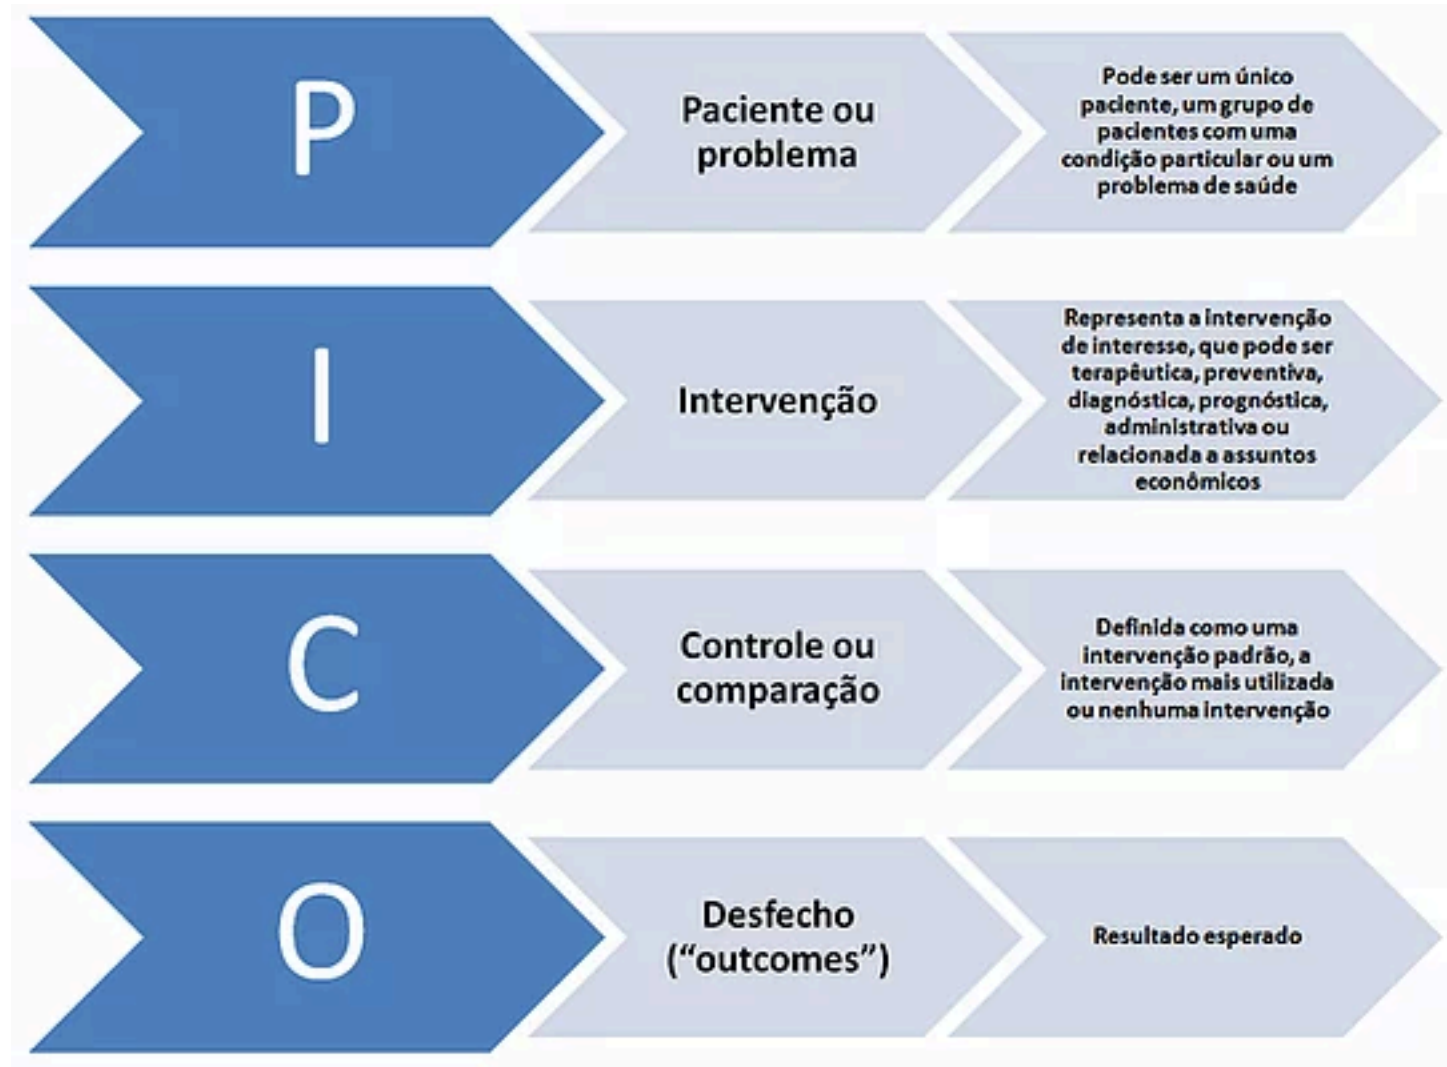 P
Paciente ou
problema
Pode ser um único
paciente, um grupo de
pacientes com uma
condição particular ou um
problema de saúde
I
Intervenção
Representa a intervenção
de interesse, que pode ser
terapêutica, preventiva,
diagnóstica, prognóstica,
administrativa ou
relacionada a assuntos
econômicos
C
Controle ou
comparação
Definida como uma
intervenção padrão, a
intervenção mais utilizada
ou nenhuma intervenção
O
Desfecho
(“outcomes”)
Resultado esperado